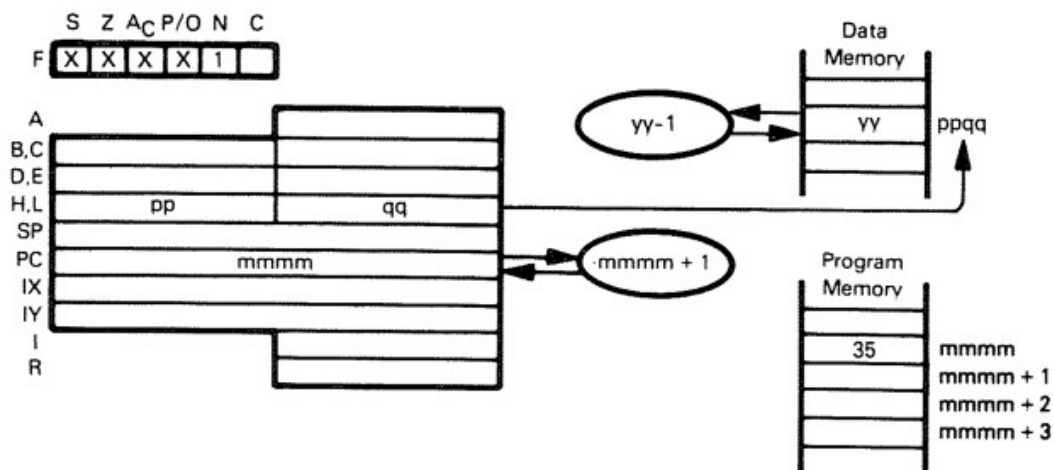 S Z AC P/O N C
F X X X X 1
Data
Memory
A
yy-1
yy
ppqq
B,C
D,E
H,L pp qq
SP
PC mmmm
mmmm + 1
IX
IY
I
R
Program
Memory
35 mmmm
mmmm + 1
mmmm + 2
mmmm + 3